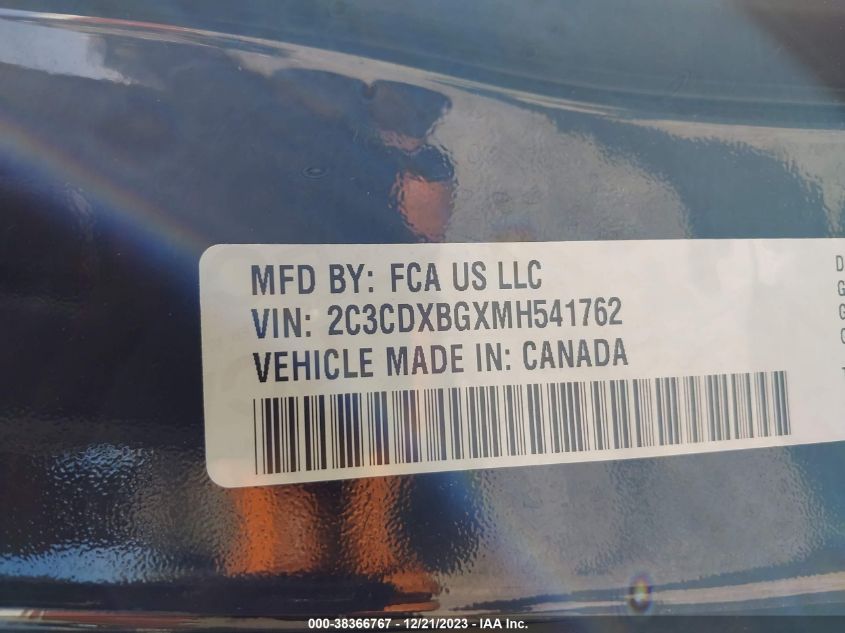 MFD BY: FCA US LLC
VIN: 2C3CDXBGXMH541762
VEHICLE MADE IN: CANADA
D
G
G
000-38366767 - 12/21/2023 - IAA Inc.